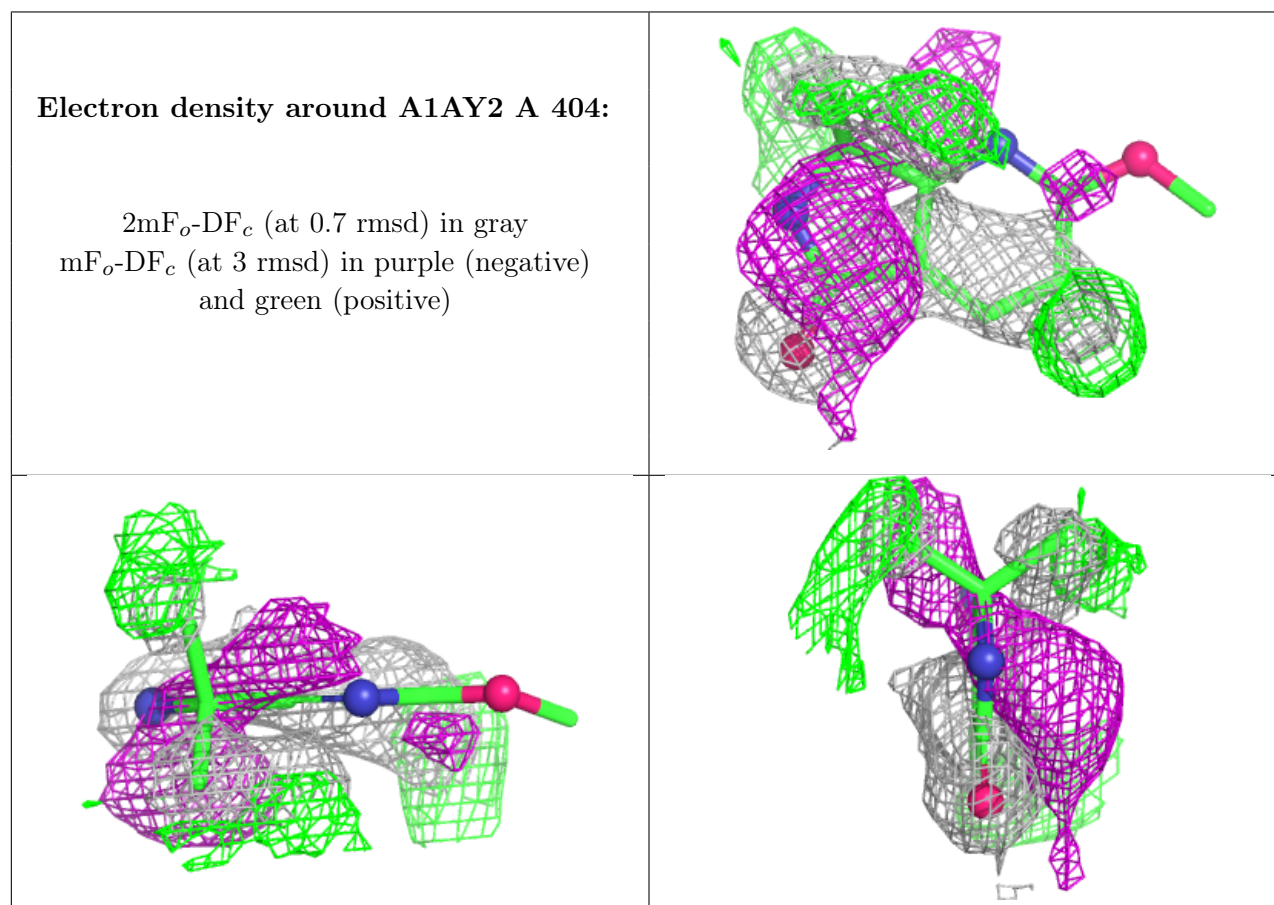 Electron density around A1AY2 A 404:
2mFₒ-DF𝒸 (at 0.7 rmsd) in gray
mFₒ-DF𝒸 (at 3 rmsd) in purple (negative)
and green (positive)